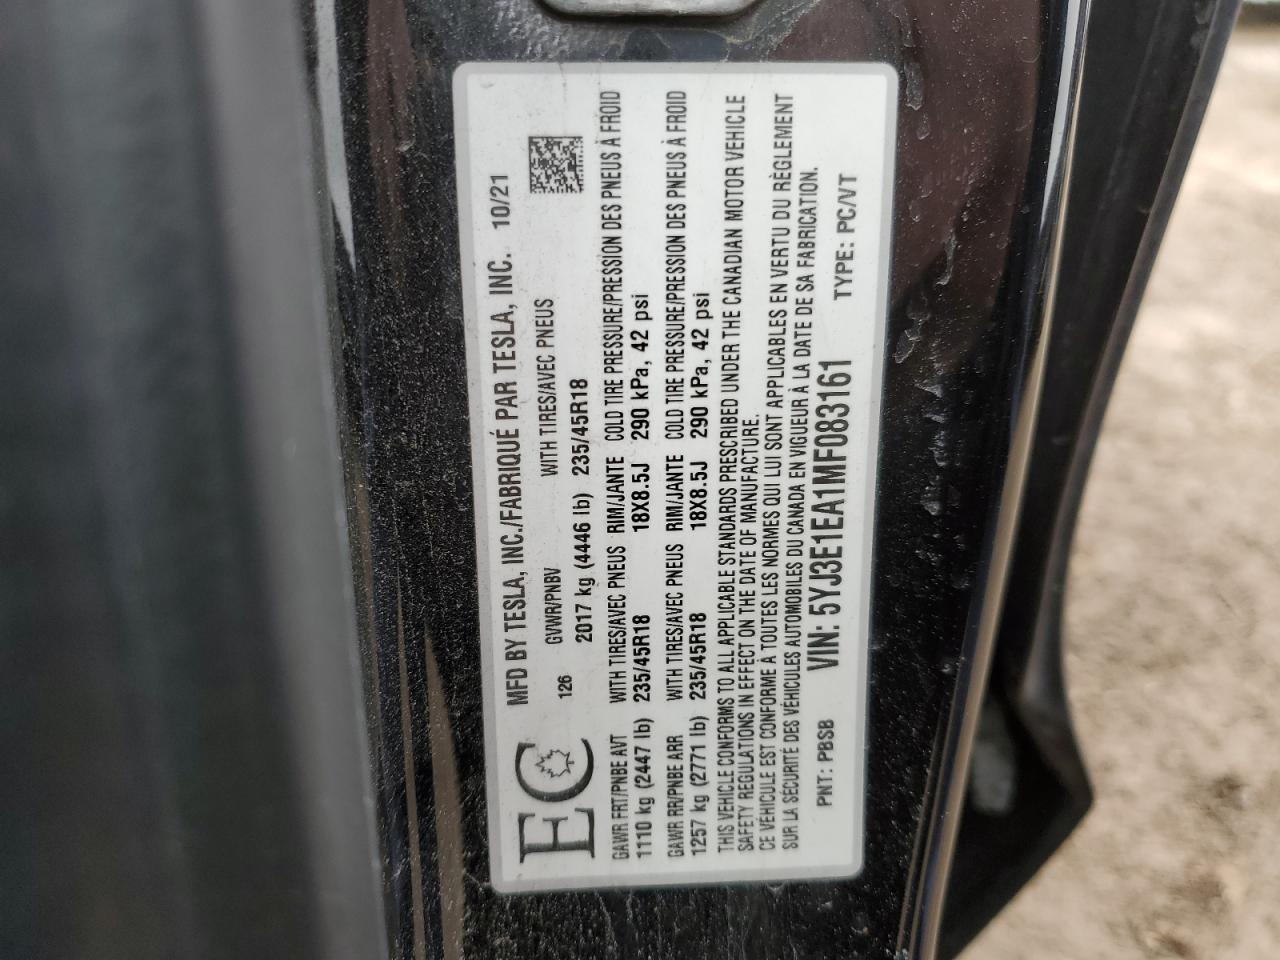 MFD BY TESLA, INC./FABRIQUÉ PAR TESLA, INC. 10/21
126 GVWR/PNBV WITH TIRES/AVEC PNEUS
2017 kg (4446 lb) 235/45R18
EC
GAWR FRT/PNBE AVT WITH TIRES/AVEC PNEUS RIM/JANTE COLD TIRE PRESSURE/PRESSION DES PNEUS À FROID
1110 kg (2447 lb) 235/45R18 18X8.5J 290 kPa, 42 psi
GAWR RR/PNBE ARR WITH TIRES/AVEC PNEUS RIM/JANTE COLD TIRE PRESSURE/PRESSION DES PNEUS À FROID
1257 kg (2771 lb) 235/45R18 18X8.5J 290 kPa, 42 psi
THIS VEHICLE CONFORMS TO ALL APPLICABLE STANDARDS PRESCRIBED UNDER THE CANADIAN MOTOR VEHICLE
SAFETY REGULATIONS IN EFFECT ON THE DATE OF MANUFACTURE.
CE VÉHICULE EST CONFORME À TOUTES LES NORMES QUI LUI SONT APPLICABLES EN VERTU DU RÈGLEMENT
SUR LA SÉCURITÉ DES VÉHICULES AUTOMOBILES DU CANADA EN VIGUEUR À LA DATE DE SA FABRICATION.
PNT: PBSB VIN: 5YJ3E1EA1MF083161 TYPE: PC/VT